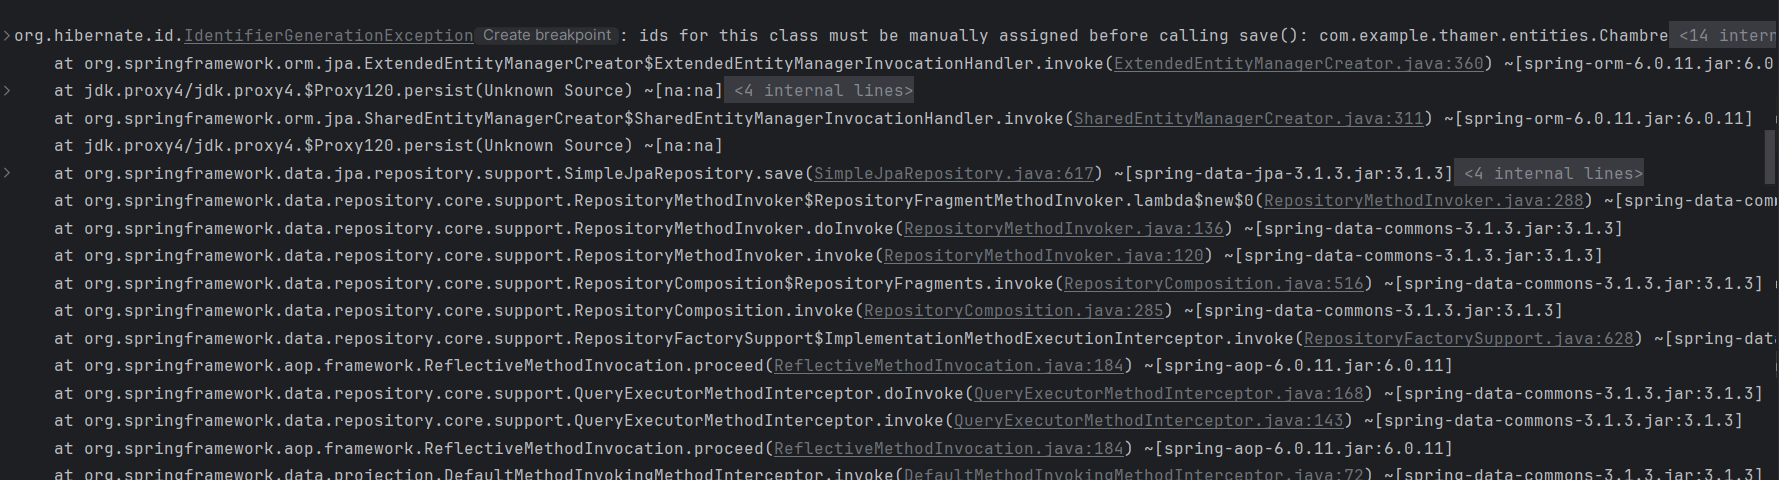 org.hibernate.id.IdentifierGenerationException Create breakpoint : ids for this class must be manually assigned before calling save(): com.example.thamer.entities.Chambre <14 intern
at org.springframework.orm.jpa.ExtendedEntityManagerCreator$ExtendedEntityManagerInvocationHandler.invoke(ExtendedEntityManagerCreator.java:360) ~[spring-orm-6.0.11.jar:6.0
at jdk.proxy4/jdk.proxy4.$Proxy120.persist(Unknown Source) ~[na:na] <4 internal lines>
at org.springframework.orm.jpa.SharedEntityManagerCreator$SharedEntityManagerInvocationHandler.invoke(SharedEntityManagerCreator.java:311) ~[spring-orm-6.0.11.jar:6.0.11]
at jdk.proxy4/jdk.proxy4.$Proxy120.persist(Unknown Source) ~[na:na]
at org.springframework.data.jpa.repository.support.SimpleJpaRepository.save(SimpleJpaRepository.java:617) ~[spring-data-jpa-3.1.3.jar:3.1.3] <4 internal lines>
at org.springframework.data.repository.core.support.RepositoryMethodInvoker$RepositoryFragmentMethodInvoker.lambda$new$0(RepositoryMethodInvoker.java:288) ~[spring-data-com
at org.springframework.data.repository.core.support.RepositoryMethodInvoker.doInvoke(RepositoryMethodInvoker.java:136) ~[spring-data-commons-3.1.3.jar:3.1.3]
at org.springframework.data.repository.core.support.RepositoryMethodInvoker.invoke(RepositoryMethodInvoker.java:120) ~[spring-data-commons-3.1.3.jar:3.1.3]
at org.springframework.data.repository.core.support.RepositoryComposition$RepositoryFragments.invoke(RepositoryComposition.java:516) ~[spring-data-commons-3.1.3.jar:3.1.3]
at org.springframework.data.repository.core.support.RepositoryComposition.invoke(RepositoryComposition.java:285) ~[spring-data-commons-3.1.3.jar:3.1.3]
at org.springframework.data.repository.core.support.RepositoryFactorySupport$ImplementationMethodExecutionInterceptor.invoke(RepositoryFactorySupport.java:628) ~[spring-dat
at org.springframework.aop.framework.ReflectiveMethodInvocation.proceed(ReflectiveMethodInvocation.java:184) ~[spring-aop-6.0.11.jar:6.0.11]
at org.springframework.data.repository.core.support.QueryExecutorMethodInterceptor.doInvoke(QueryExecutorMethodInterceptor.java:168) ~[spring-data-commons-3.1.3.jar:3.1.3]
at org.springframework.data.repository.core.support.QueryExecutorMethodInterceptor.invoke(QueryExecutorMethodInterceptor.java:143) ~[spring-data-commons-3.1.3.jar:3.1.3]
at org.springframework.aop.framework.ReflectiveMethodInvocation.proceed(ReflectiveMethodInvocation.java:184) ~[spring-aop-6.0.11.jar:6.0.11]
at org.springframework.data.projection.DefaultMethodInvokingMethodInterceptor.invoke(DefaultMethodInvokingMethodInterceptor.java:72) ~[spring-data-commons-3.1.3.jar:3.1.3]